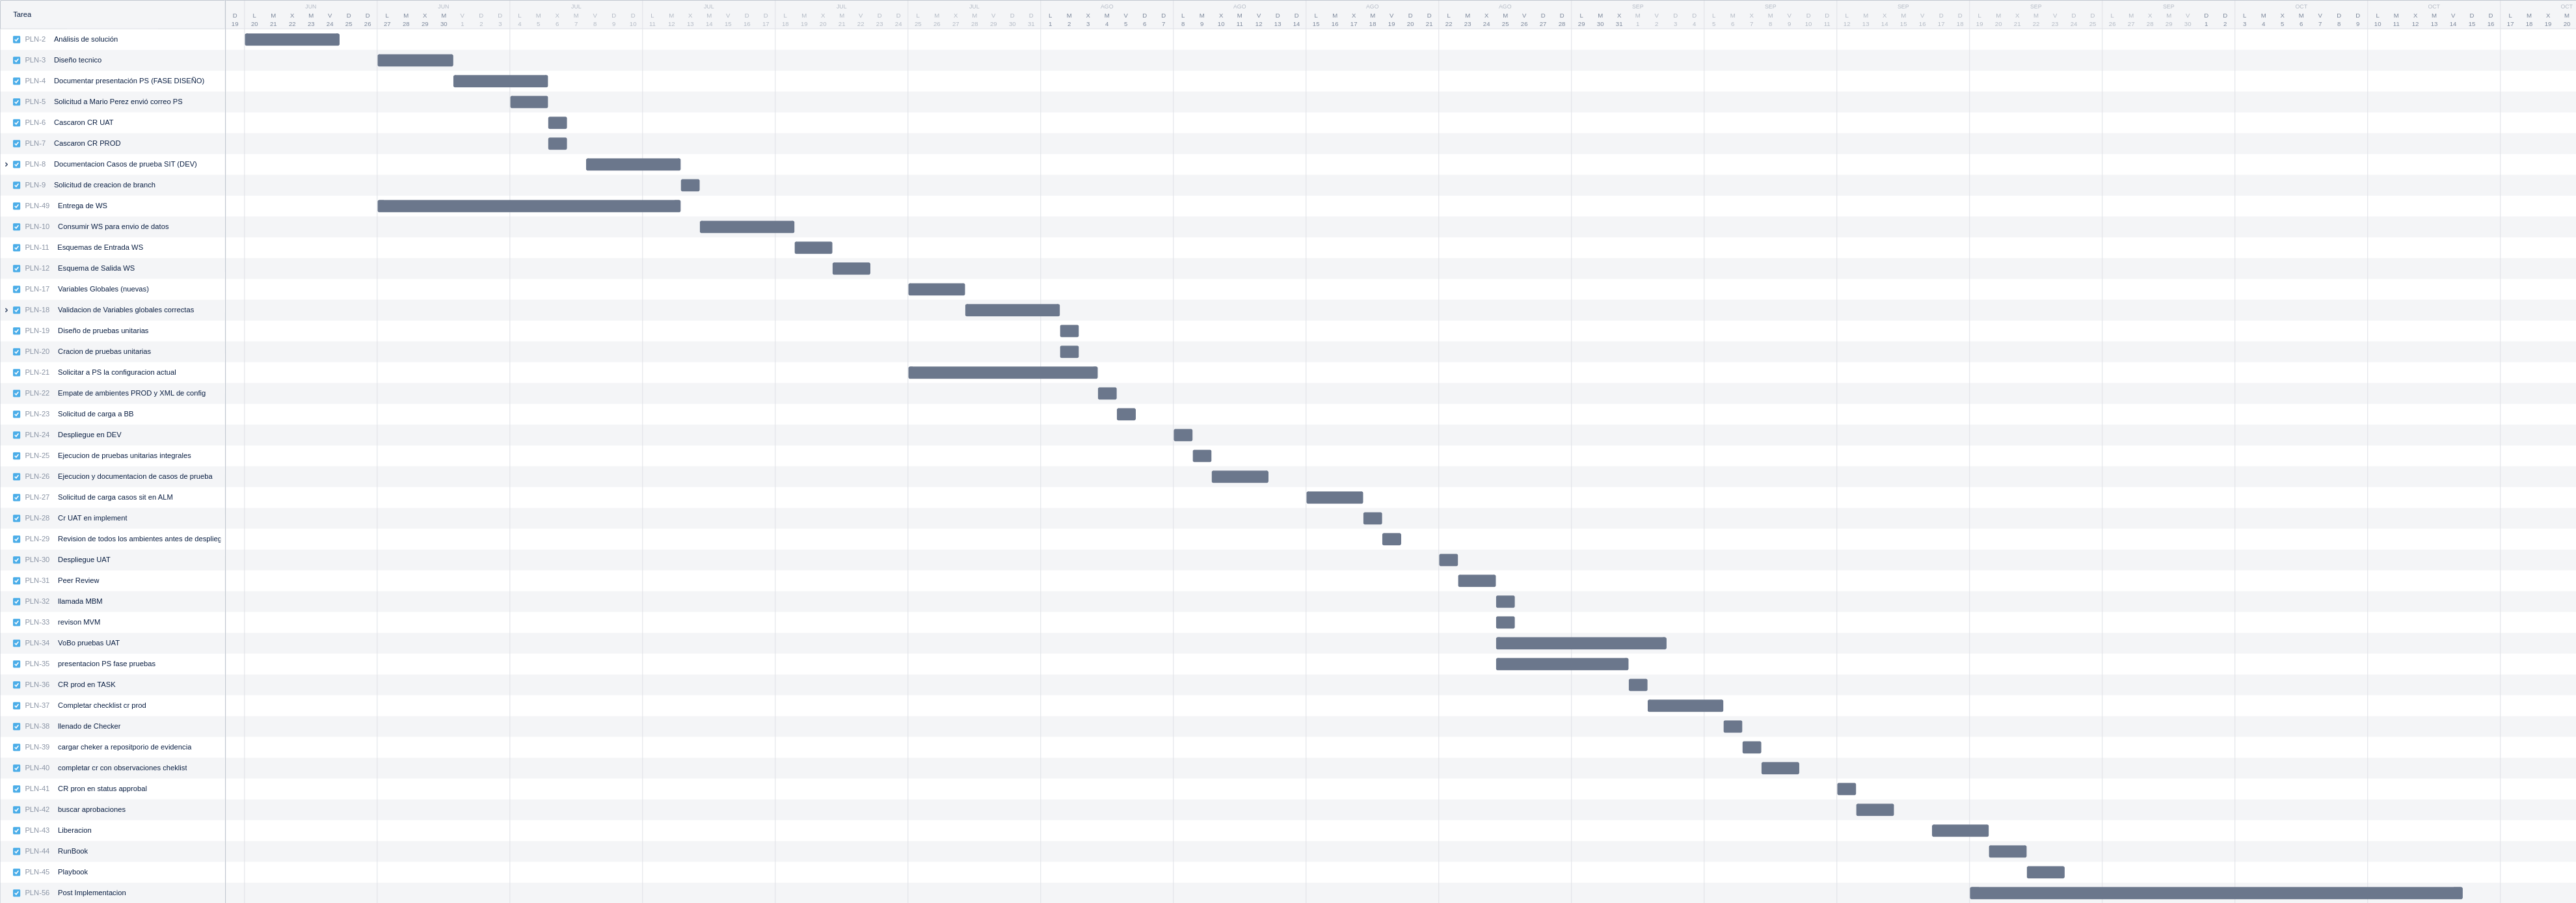 Tarea
JUN JUN JUL JUL JUL JUL AGO AGO AGO AGO SEP SEP SEP SEP SEP OCT OCT OCT
D L M X M V D D L M X M V D D L M X M V D D L M X M V D D L M X M V D D L M X M V D D L M X M V D D L M X M V D D L M X M V D D L M X M V D D L M X M V D D L M X M V D D L M X M V D D L M X M V D D L M X M V D D L M X M V D D L M X M V D D L M X M
19 20 21 22 23 24 25 26 27 28 29 30 1 2 3 4 5 6 7 8 9 10 11 12 13 14 15 16 17 18 19 20 21 22 23 24 25 26 27 28 29 30 31 1 2 3 4 5 6 7 8 9 10 11 12 13 14 15 16 17 18 19 20 21 22 23 24 25 26 27 28 29 30 31 1 2 3 4 5 6 7 8 9 10 11 12 13 14 15 16 17 18 19 20 21 22 23 24 25 26 27 28 29 30 1 2 3 4 5 6 7 8 9 10 11 12 13 14 15 16 17 18 19 20
PLN-2 Análisis de solución
PLN-3 Diseño tecnico
PLN-4 Documentar presentación PS (FASE DISEÑO)
PLN-5 Solicitud a Mario Perez envió correo PS
PLN-6 Cascaron CR UAT
PLN-7 Cascaron CR PROD
PLN-8 Documentacion Casos de prueba SIT (DEV)
PLN-9 Solicitud de creacion de branch
PLN-49 Entrega de WS
PLN-10 Consumir WS para envio de datos
PLN-11 Esquemas de Entrada WS
PLN-12 Esquema de Salida WS
PLN-17 Variables Globales (nuevas)
PLN-18 Validacion de Variables globales correctas
PLN-19 Diseño de pruebas unitarias
PLN-20 Cracion de pruebas unitarias
PLN-21 Solicitar a PS la configuracion actual
PLN-22 Empate de ambientes PROD y XML de config
PLN-23 Solicitud de carga a BB
PLN-24 Despliegue en DEV
PLN-25 Ejecucion de pruebas unitarias integrales
PLN-26 Ejecucion y documentacion de casos de prueba
PLN-27 Solicitud de carga casos sit en ALM
PLN-28 Cr UAT en implement
PLN-29 Revision de todos los ambientes antes de desplieg
PLN-30 Despliegue UAT
PLN-31 Peer Review
PLN-32 llamada MBM
PLN-33 revison MVM
PLN-34 VoBo pruebas UAT
PLN-35 presentacion PS fase pruebas
PLN-36 CR prod en TASK
PLN-37 Completar checklist cr prod
PLN-38 llenado de Checker
PLN-39 cargar cheker a repositporio de evidencia
PLN-40 completar cr con observaciones cheklist
PLN-41 CR pron en status approbal
PLN-42 buscar aprobaciones
PLN-43 Liberacion
PLN-44 RunBook
PLN-45 Playbook
PLN-56 Post Implementacion